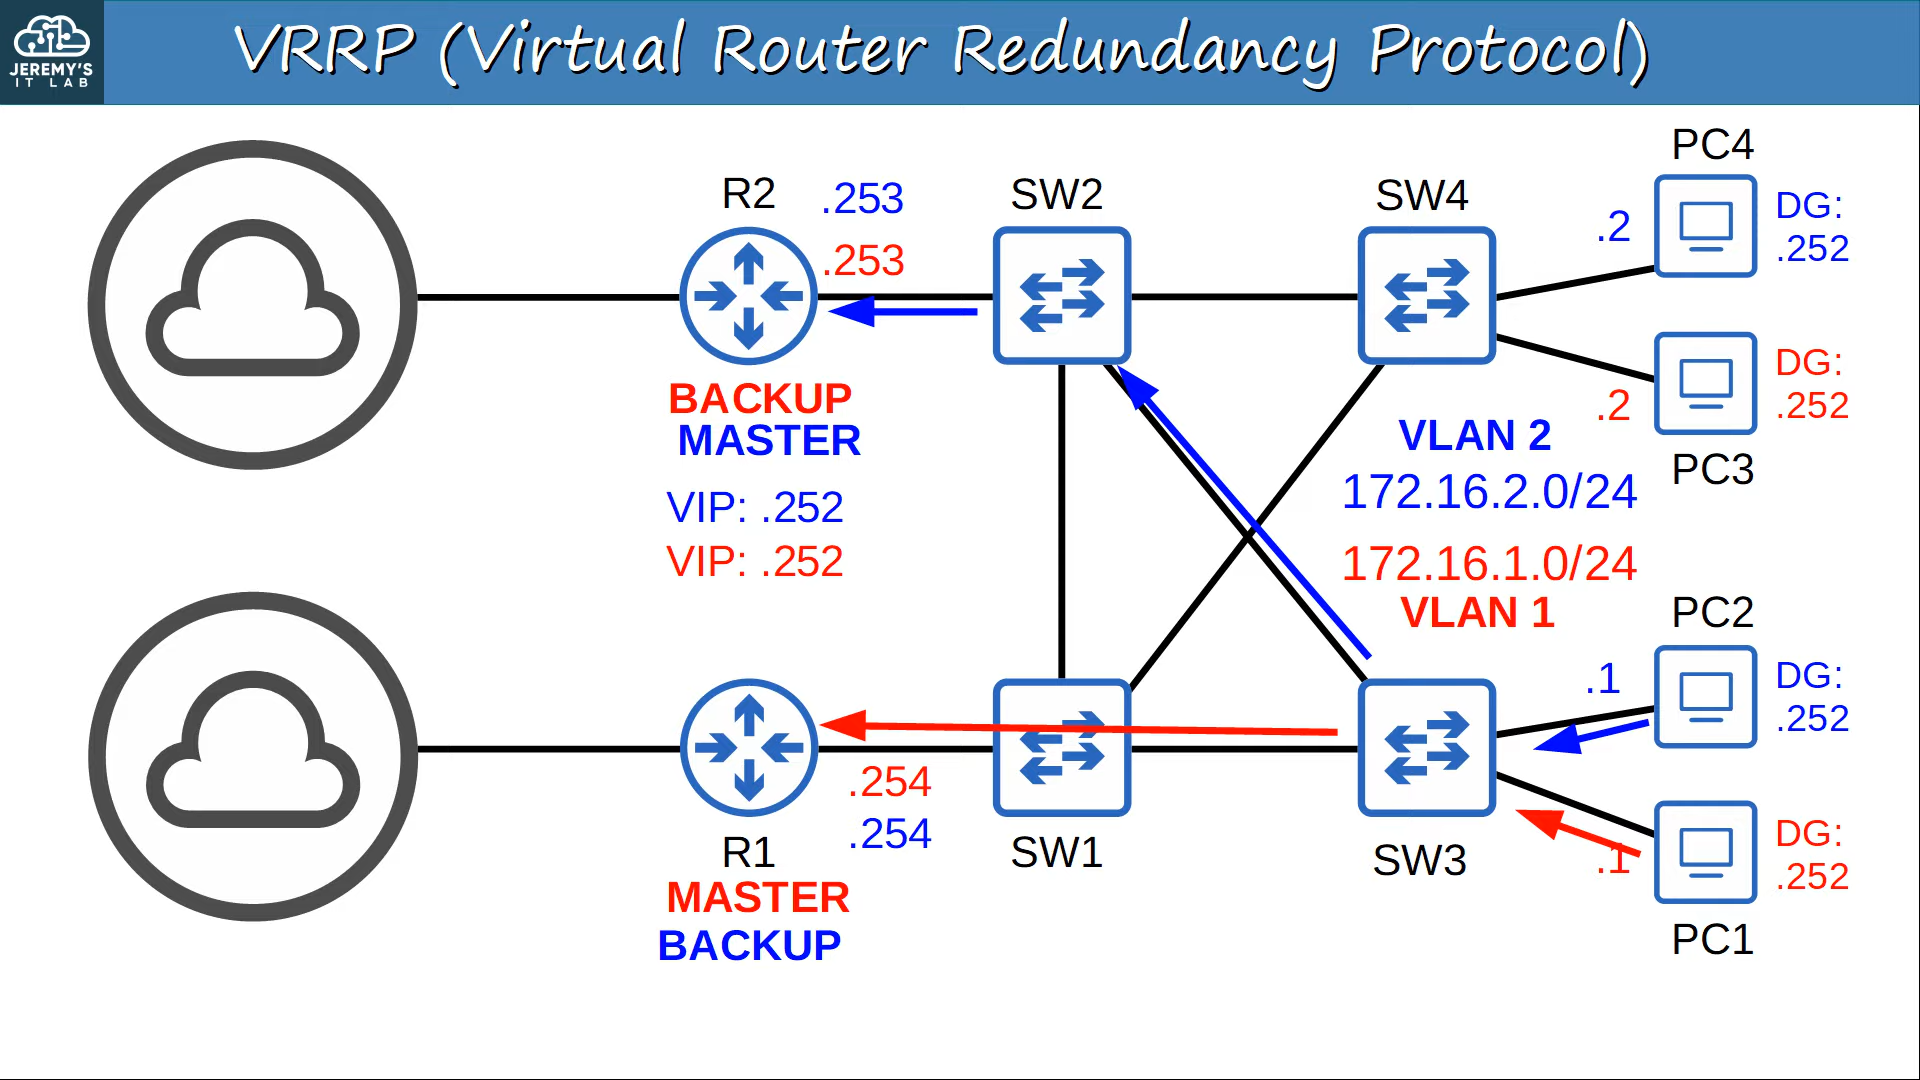 JEREMY'S
IT LAB
VRRP (Virtual Router Redundancy Protocol)
R2
.253
.253
BACKUP
MASTER
VIP: .252
VIP: .252
SW2
SW4
PC4
.2
DG:
.252
DG:
.252
.2
PC3
VLAN 2
172.16.2.0/24
172.16.1.0/24
VLAN 1
PC2
.1
DG:
.252
.254
.254
R1
MASTER
BACKUP
SW1
SW3
DG:
.252
.1
PC1